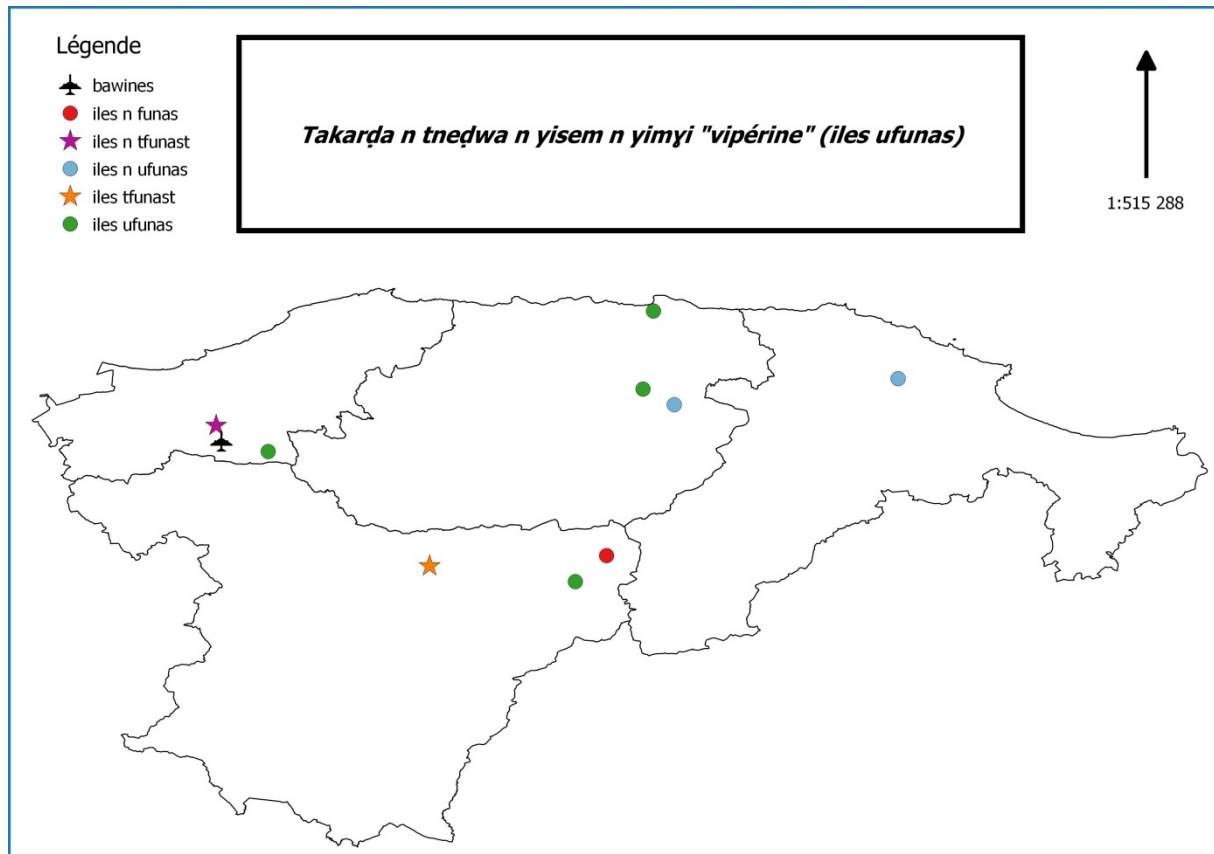 Légende
bawines
iles n funas
iles n tfunast
iles n ufunas
iles tfunast
iles ufunas
Takarḍa n tneḍwa n yisem n yimɣi "vipérine" (iles ufunas)
1:515 288